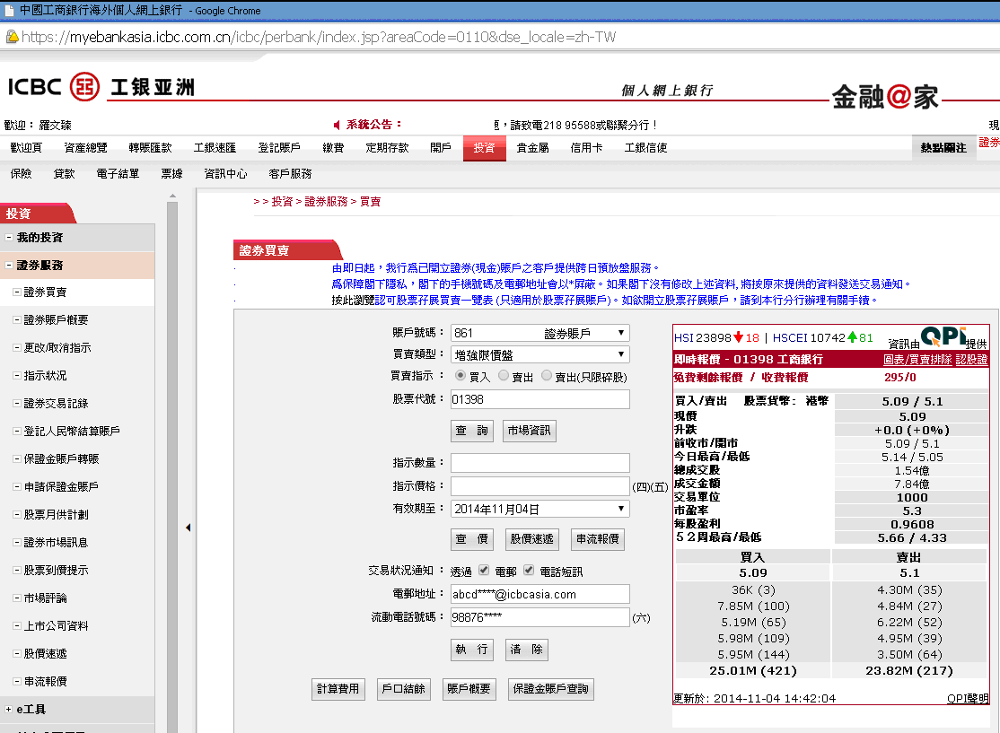 中國工商銀行海外個人網上銀行 - Google Chrome
https://myebankasia.icbc.com.cn/icbc/perbank/index.jsp?areaCode=0110&dse_locale=zh-TW
ICBC 工银亚洲
個人網上銀行
金融@家
歡迎：羅文臻
系統公告：
，請致電218 95588或聯繫分行！
現
歡迎頁 資產總覽 轉賬匯款 工銀速匯 登記賬戶 繳費 定期存款 開戶 投資 貴金屬 信用卡 工銀信使
熱點關注
證券
保險 貸款 電子結單 票據 資訊中心 客戶服務
投資
我的投資
證券服務
證券買賣
證券賬戶概要
更改/取消指示
指示狀況
證券交易記錄
登記人民幣結算賬戶
保證金賬戶轉賬
申請保證金賬戶
股票月供計劃
證券市場訊息
股票到價提示
市場評論
上市公司資料
股價速遞
串流報價
e工具
> > 投資 > 證券服務 > 買賣
證券買賣
由即日起，我行爲已開立證券(現金)賬戶之客戶提供跨日預放盤服務。
爲保障閣下隱私，閣下的手機號碼及電郵地址會以*屏蔽。如果閣下沒有修改上述資料, 將按原來提供的資料發送交易通知。
按此瀏覽認可股票孖展買賣一覽表 (只適用於股票孖展賬戶)。如欲開立股票孖展賬戶，請到本行分行辦理有關手續。
賬戶號碼： 861 證券賬戶
買賣類型： 增強限價盤
買賣指示： 買入 賣出 賣出(只限碎股)
股票代號： 01398
查 詢 市場資訊
指示數量：
指示價格： (四)(五)
有效期至： 2014年11月04日
查 價 股價速遞 串流報價
交易狀況通知： 透過 電郵 電話短訊
電郵地址： abcd****@icbcasia.com
流動電話號碼： 98876**** (六)
執 行 清 除
計算費用 戶口結餘 賬戶概要 保證金賬戶查詢
HSI 23898 18 | HSCEI 10742 81
資訊由 QPI 提供
即時報價 - 01398 工商銀行 圖表/買賣排隊 認股證
免費剩餘報價 / 收費報價 295/0
買入/賣出 股票貨幣： 港幣 5.09 / 5.1
現價 5.09
升跌 +0.0 (+0%)
前收市/開市 5.09 / 5.1
今日最高/最低 5.14 / 5.05
總成交股 1.54億
成交金額 7.84億
交易單位 1000
市盈率 5.3
每股盈利 0.9608
５２周最高/最低 5.66 / 4.33
買入 賣出
5.09 5.1
36K (3) 4.30M (35)
7.85M (100) 4.84M (27)
5.19M (65) 6.22M (52)
5.98M (109) 4.95M (39)
5.95M (144) 3.50M (64)
25.01M (421) 23.82M (217)
更新於: 2014-11-04 14:42:04 QPI聲明